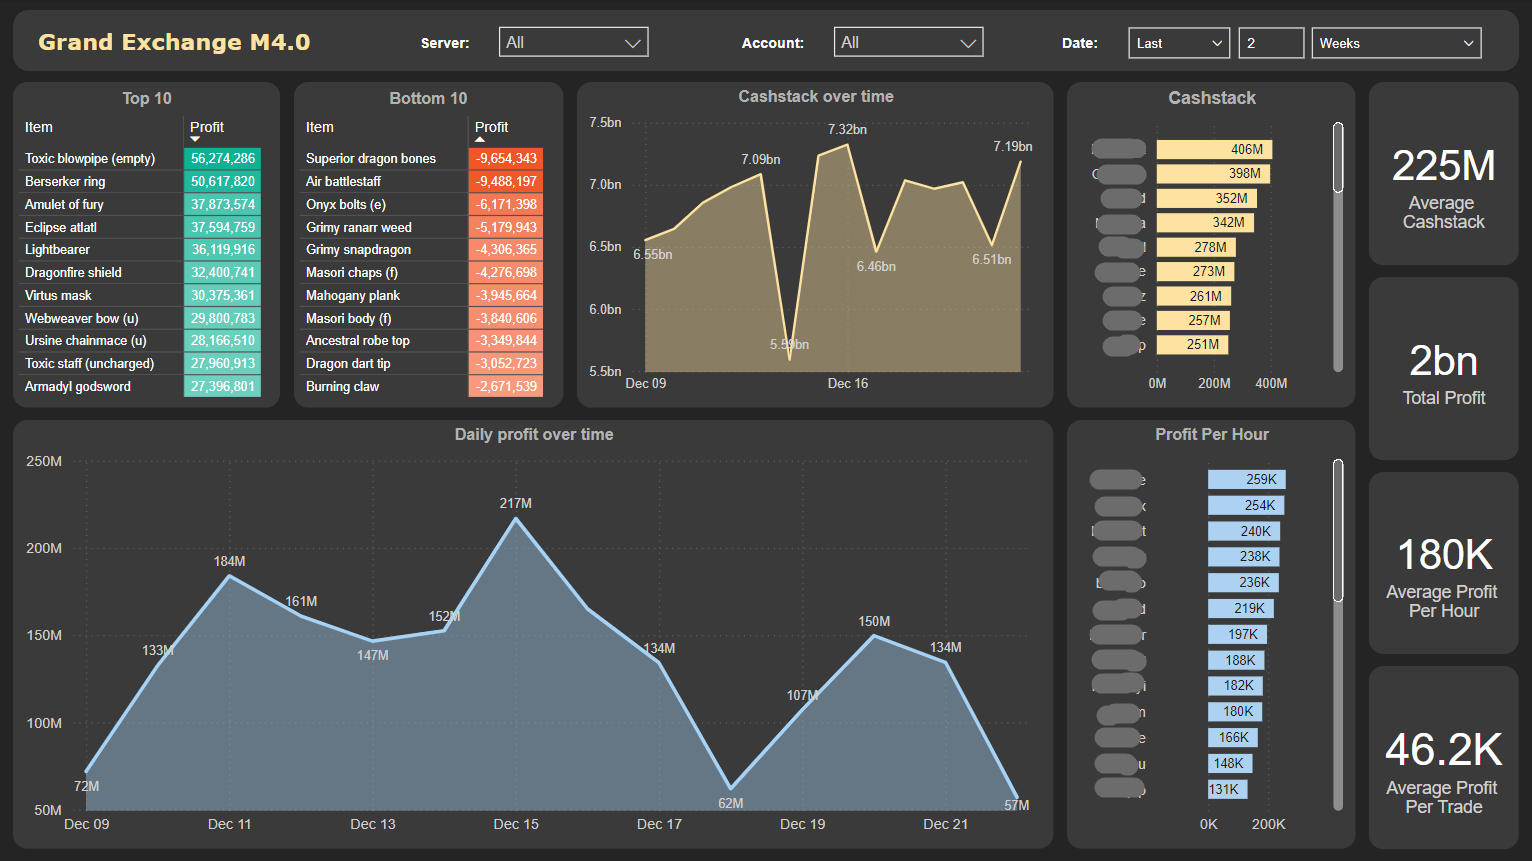 Grand Exchange M4.0
Server: All
Account: All
Date: Last 2 Weeks
Top 10
Item Profit
Toxic blowpipe (empty) 56,274,286
Berserker ring 50,617,820
Amulet of fury 37,873,574
Eclipse atlatl 37,594,759
Lightbearer 36,119,916
Dragonfire shield 32,400,741
Virtus mask 30,375,361
Webweaver bow (u) 29,800,783
Ursine chainmace (u) 28,166,510
Toxic staff (uncharged) 27,960,913
Armadyl godsword 27,396,801
Bottom 10
Item Profit
Superior dragon bones -9,654,343
Air battlestaff -9,488,197
Onyx bolts (e) -6,171,398
Grimy ranarr weed -5,179,943
Grimy snapdragon -4,306,365
Masori chaps (f) -4,276,698
Mahogany plank -3,945,664
Masori body (f) -3,840,606
Ancestral robe top -3,349,844
Dragon dart tip -3,052,723
Burning claw -2,671,539
Cashstack over time
7.5bn
7.0bn
6.5bn
6.0bn
5.5bn
6.55bn
7.09bn
5.59bn
7.32bn
6.46bn
6.51bn
7.19bn
Dec 09 Dec 16
Cashstack
406M
398M
d 352M
a 342M
278M
e 273M
z 261M
e 257M
p 251M
0M 200M 400M
225M
Average
Cashstack
2bn
Total Profit
180K
Average Profit
Per Hour
46.2K
Average Profit
Per Trade
Daily profit over time
250M
200M
150M
100M
50M
72M
133M
184M
161M
147M
152M
217M
134M
62M
107M
150M
134M
57M
Dec 09 Dec 11 Dec 13 Dec 15 Dec 17 Dec 19 Dec 21
Profit Per Hour
e 259K
k 254K
t 240K
238K
o 236K
d 219K
r 197K
188K
i 182K
n 180K
e 166K
u 148K
p 131K
0K 200K